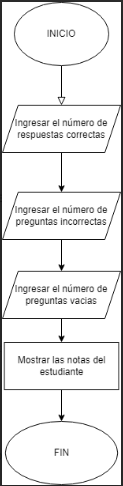 INICIO
Ingresar el número de
respuestas correctas
Ingresar el número de
preguntas incorrectas
Ingresar el número de
preguntas vacias
Mostrar las notas del
estudiante
FIN